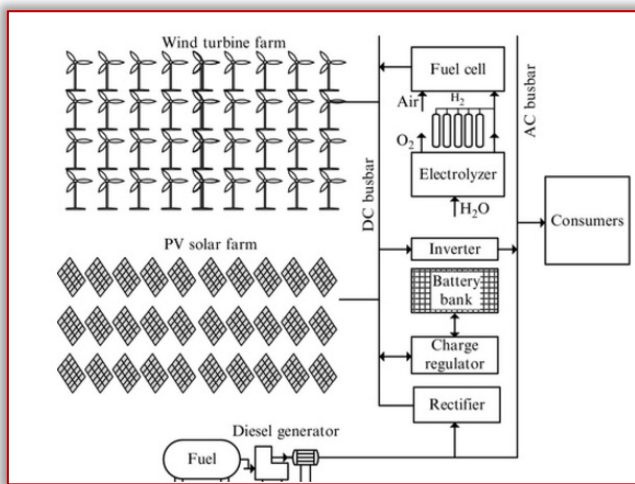 Wind turbine farm
Fuel cell
Air
H2
O2
Electrolyzer
H2O
AC busbar
DC busbar
Consumers
PV solar farm
Inverter
Battery
bank
Charge
regulator
Rectifier
Diesel generator
Fuel